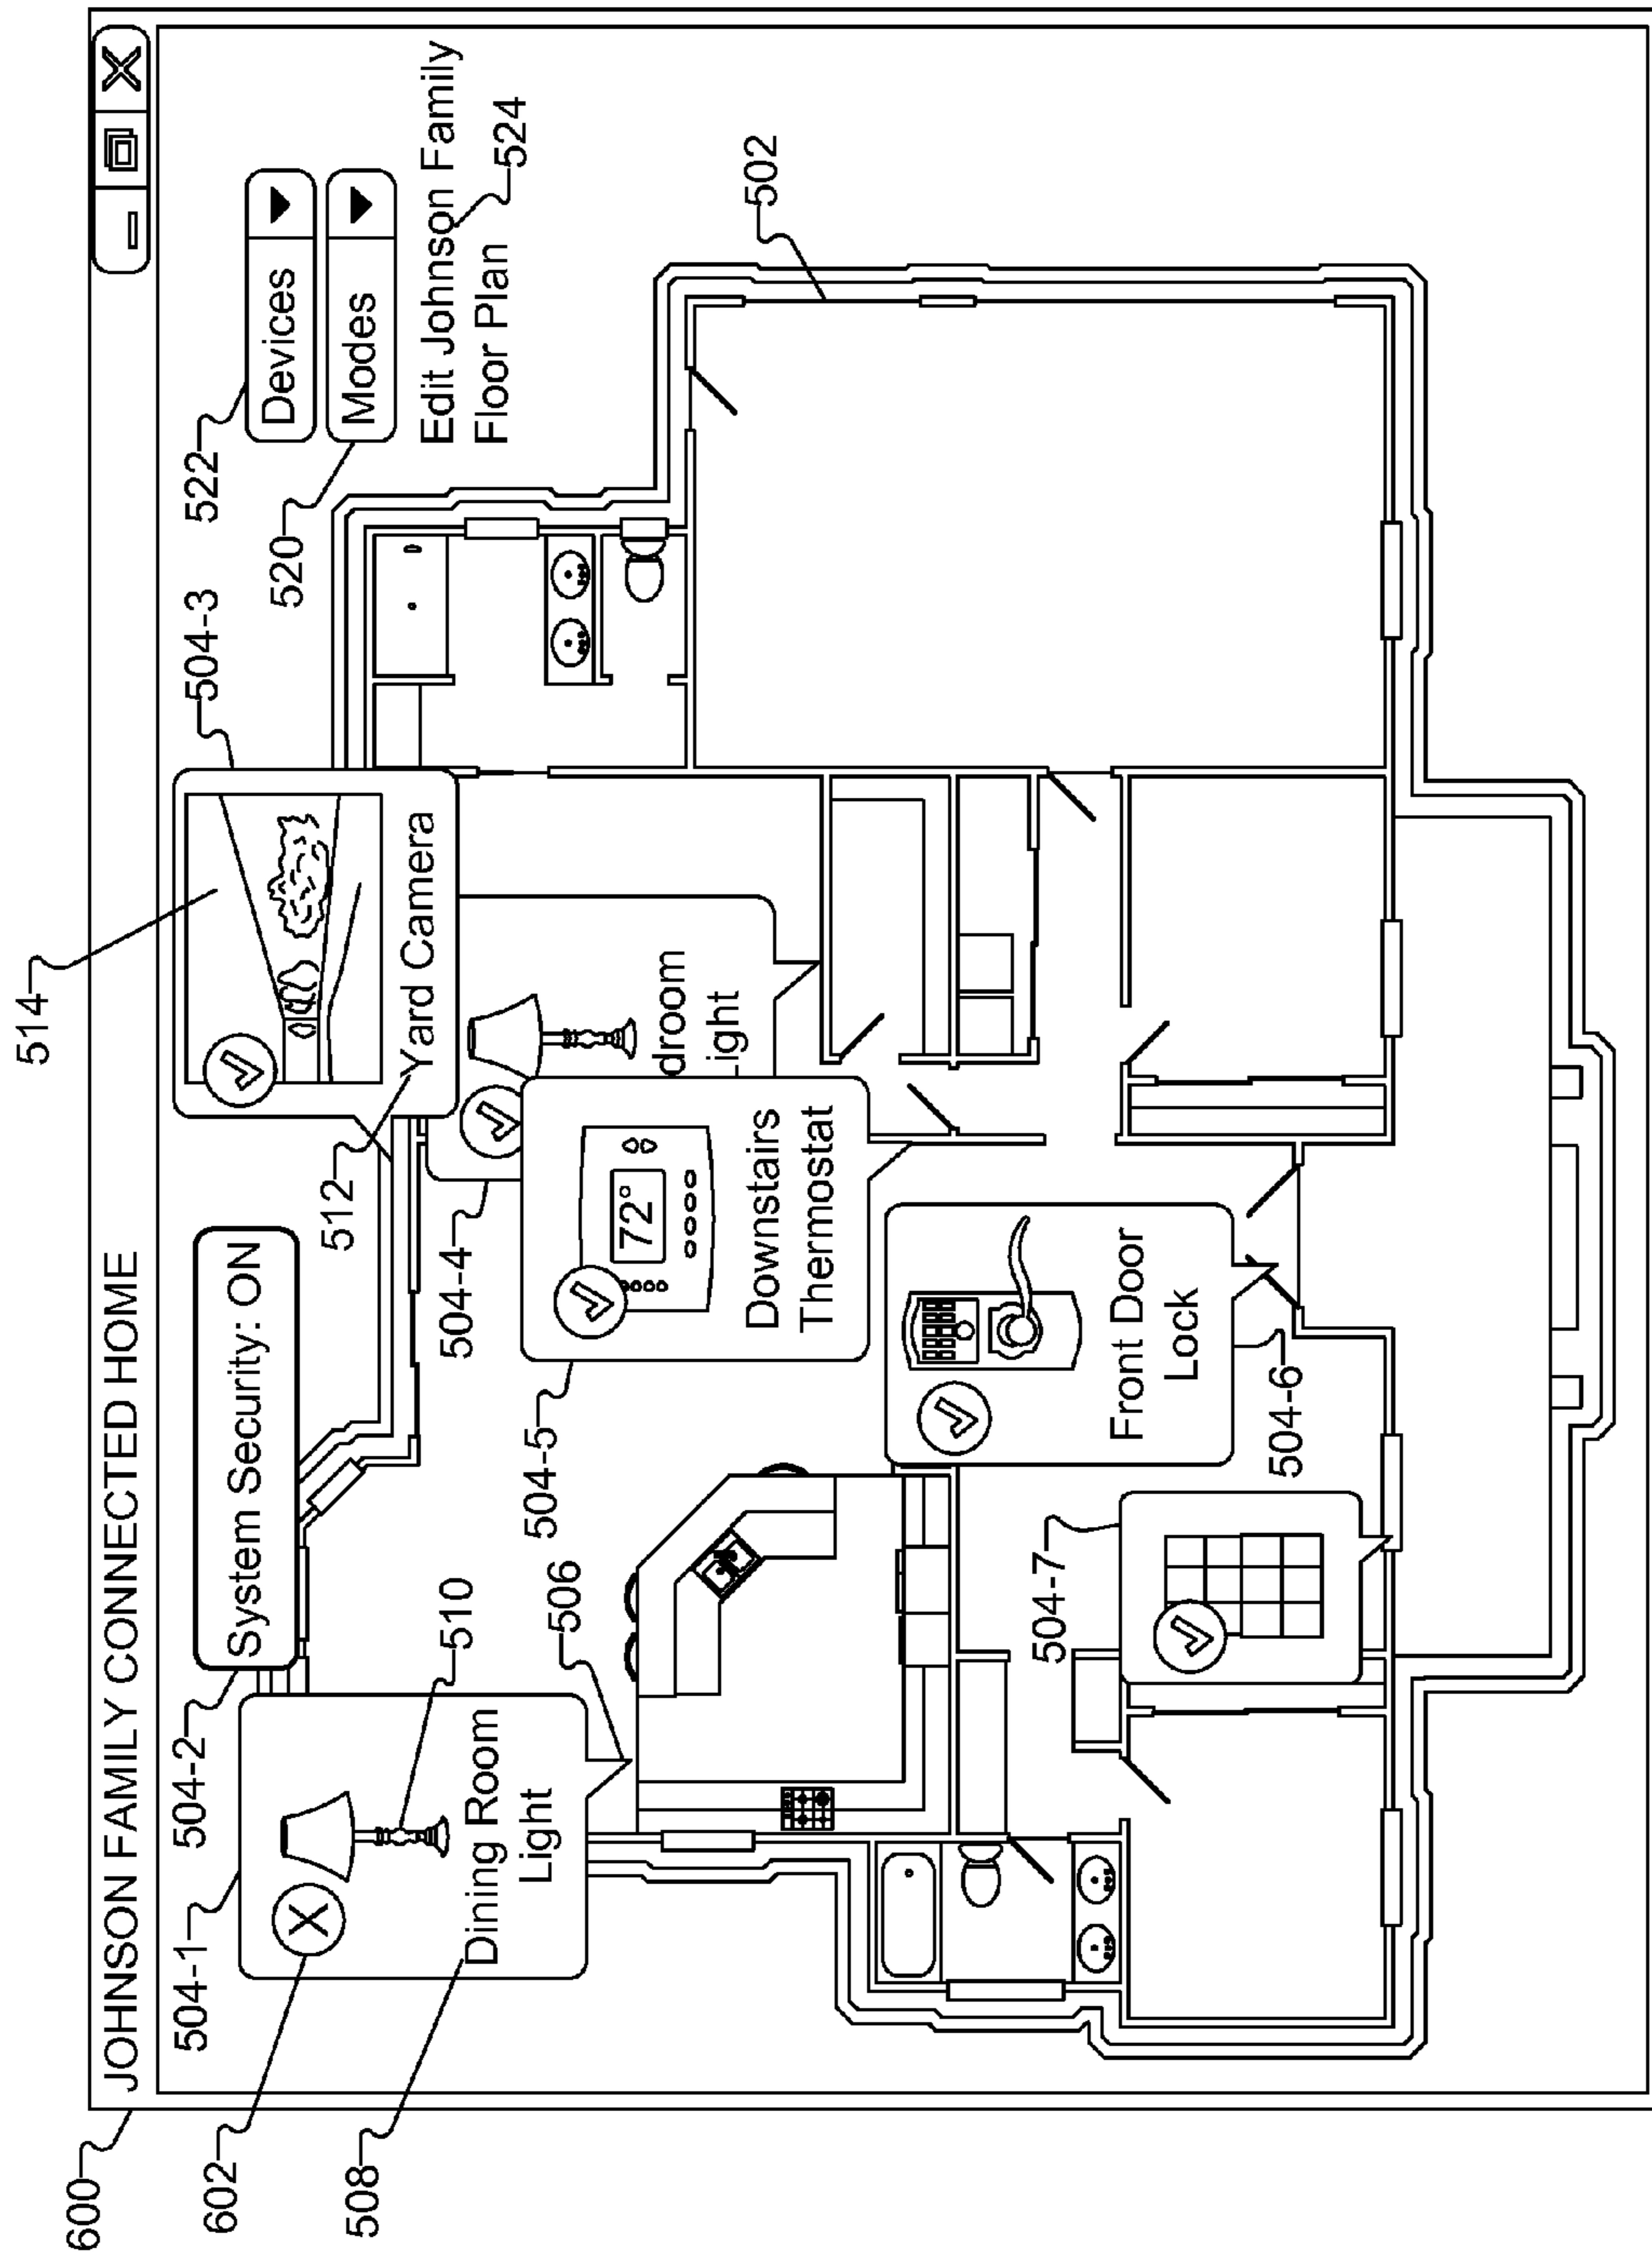 600
JOHNSON FAMILY CONNECTED HOME
514
602
504-1
504-2
System Security: ON
504-3
522
Devices
520
Modes
Edit Johnson Family
Floor Plan
524
512
Yard Camera
508
Dining Room
Light
510
504-4
droom
ight
502
506
504-5
72°
Downstairs
Thermostat
Front Door
Lock
504-7
504-6